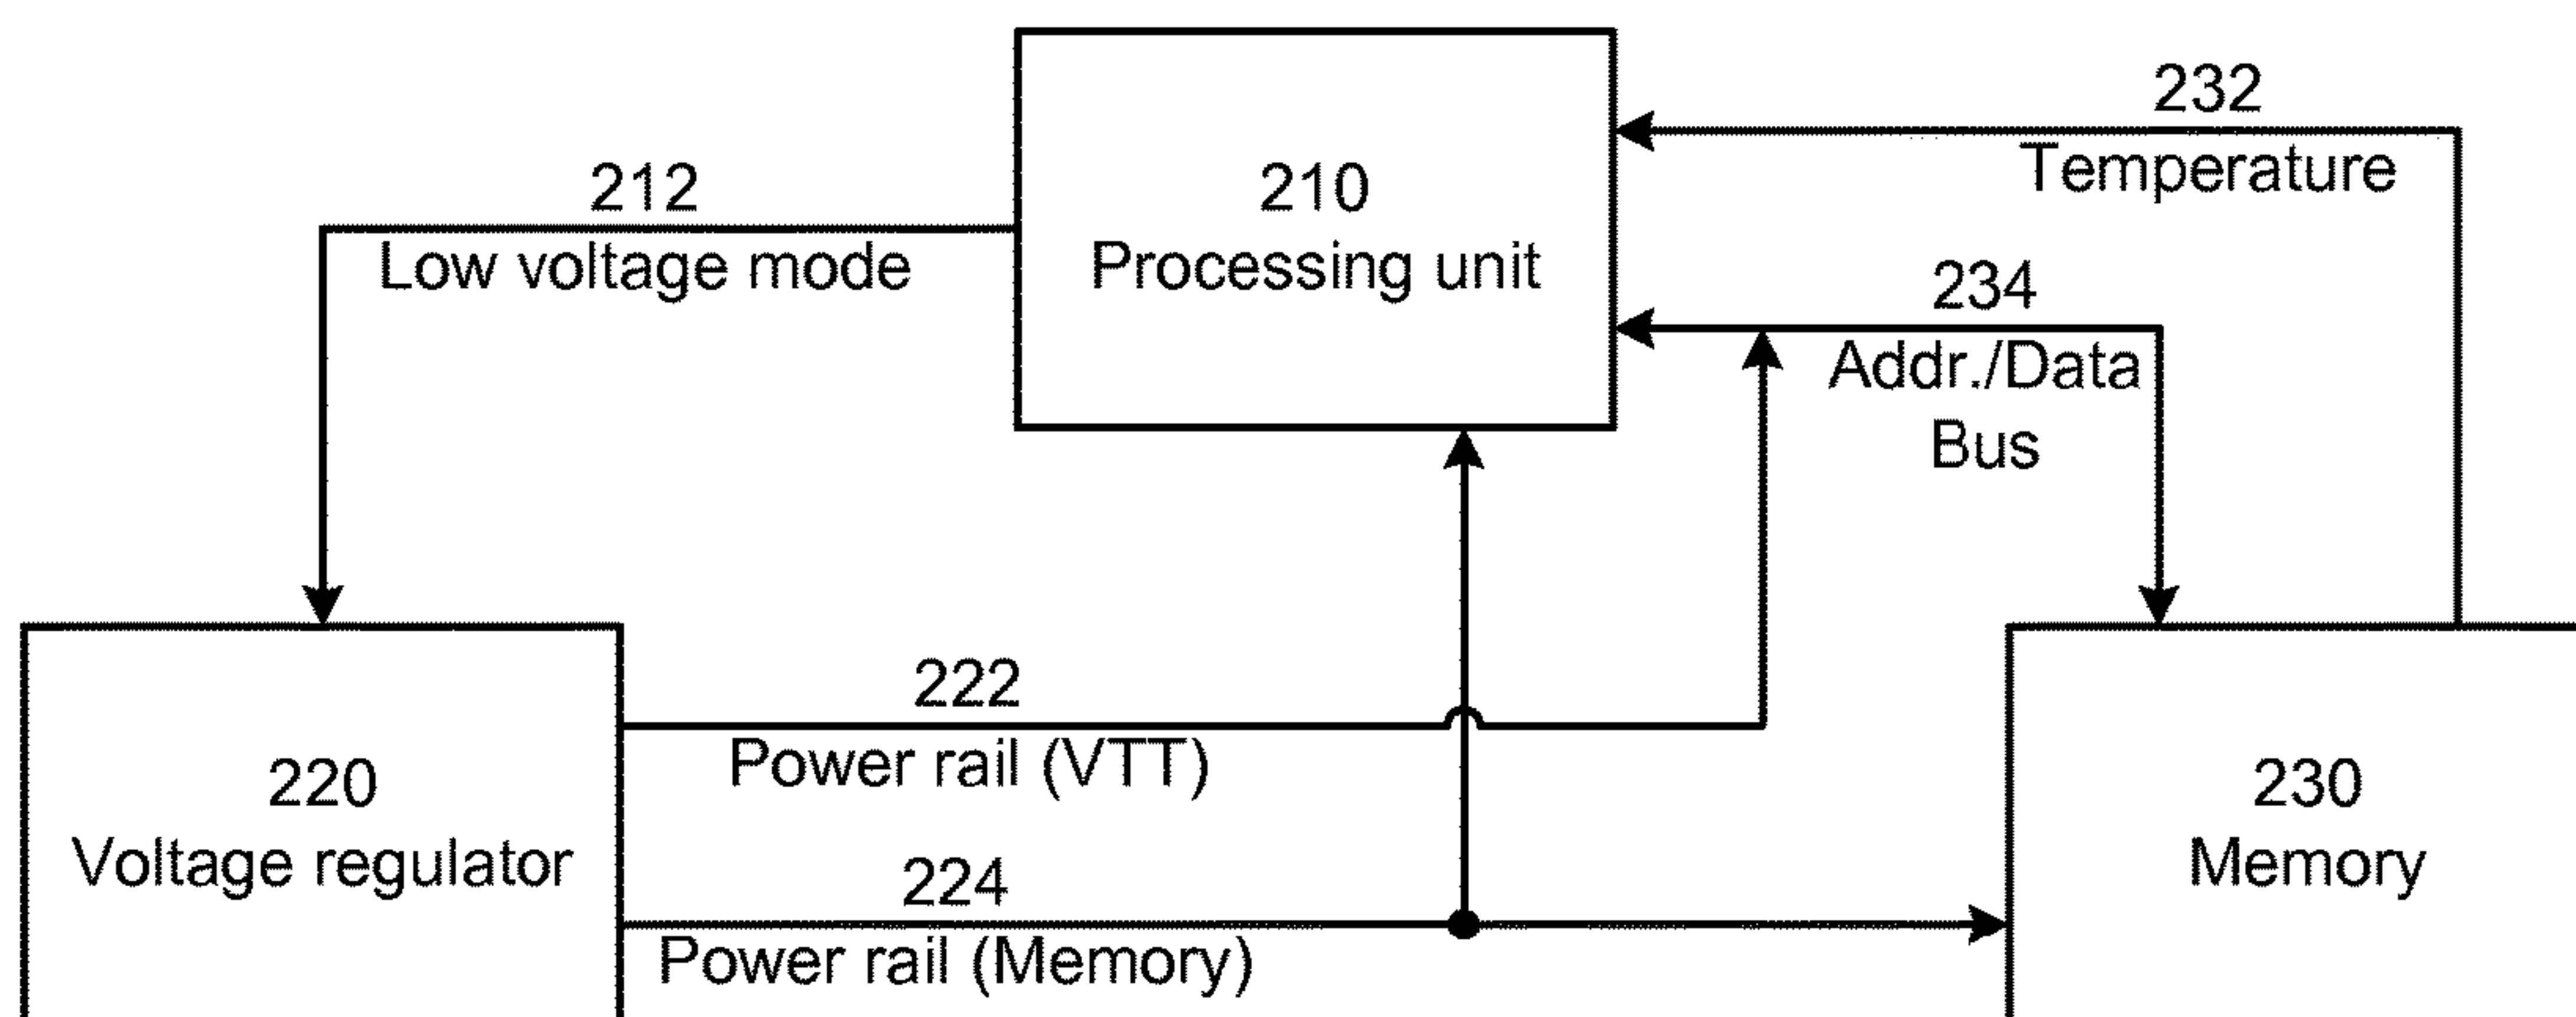 232
Temperature
212
Low voltage mode
210
Processing unit
234
Addr./Data
Bus
222
Power rail (VTT)
220
Voltage regulator
224
Power rail (Memory)
230
Memory